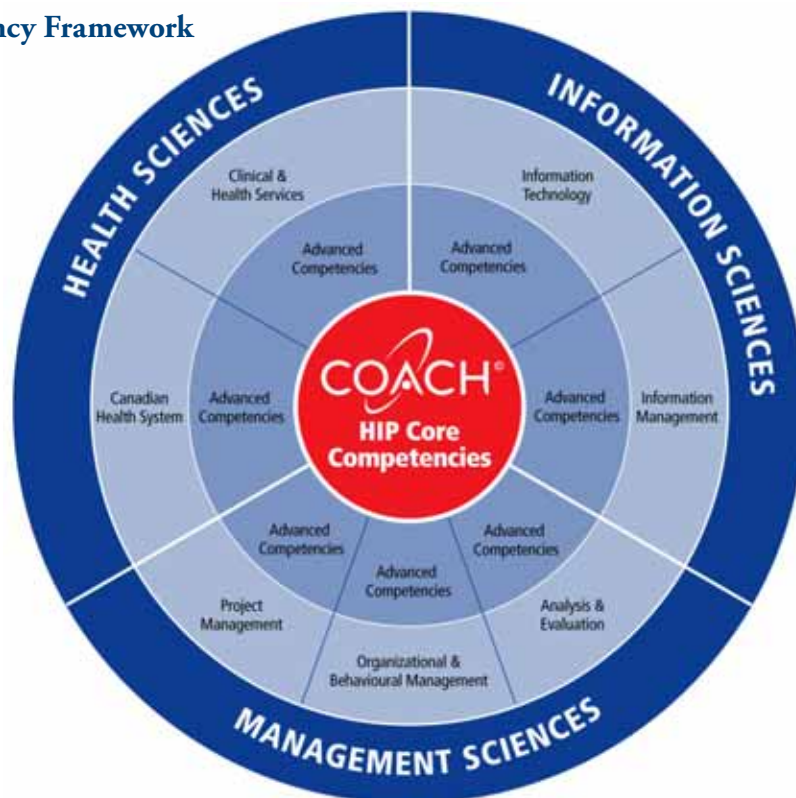 ncy Framework
HEALTH SCIENCES
INFORMATION SCIENCES
MANAGEMENT SCIENCES
Clinical &
Health Services
Information
Technology
Advanced
Competencies
Advanced
Competencies
Canadian
Health System
Advanced
Competencies
COACH©
HIP Core
Competencies
Advanced
Competencies
Information
Management
Advanced
Competencies
Advanced
Competencies
Advanced
Competencies
Project
Management
Organizational &
Behavioural Management
Analysis &
Evaluation